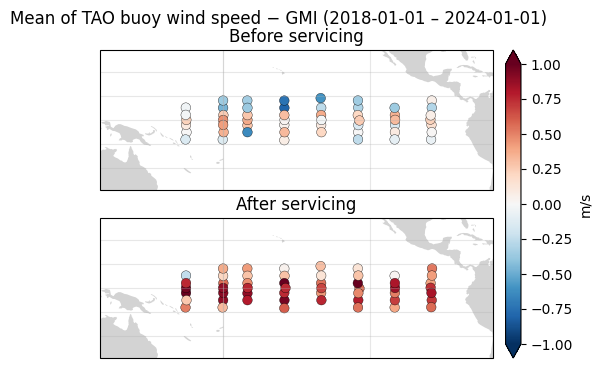 Mean of TAO buoy wind speed − GMI (2018-01-01 – 2024-01-01)
Before servicing
After servicing
1.00
0.75
0.50
0.25
0.00
−0.25
−0.50
−0.75
−1.00
m/s